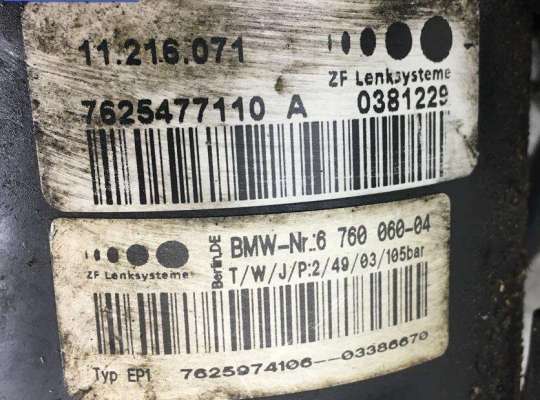 11.216.071
ZF Lenksysteme
7625477110 A 0381229
ZF Lenksysteme
Berlin,DE
BMW-Nr:6 760 060-04
T/W/J/P:2/49/03/105bar
Typ EP1 7625974106--03386670